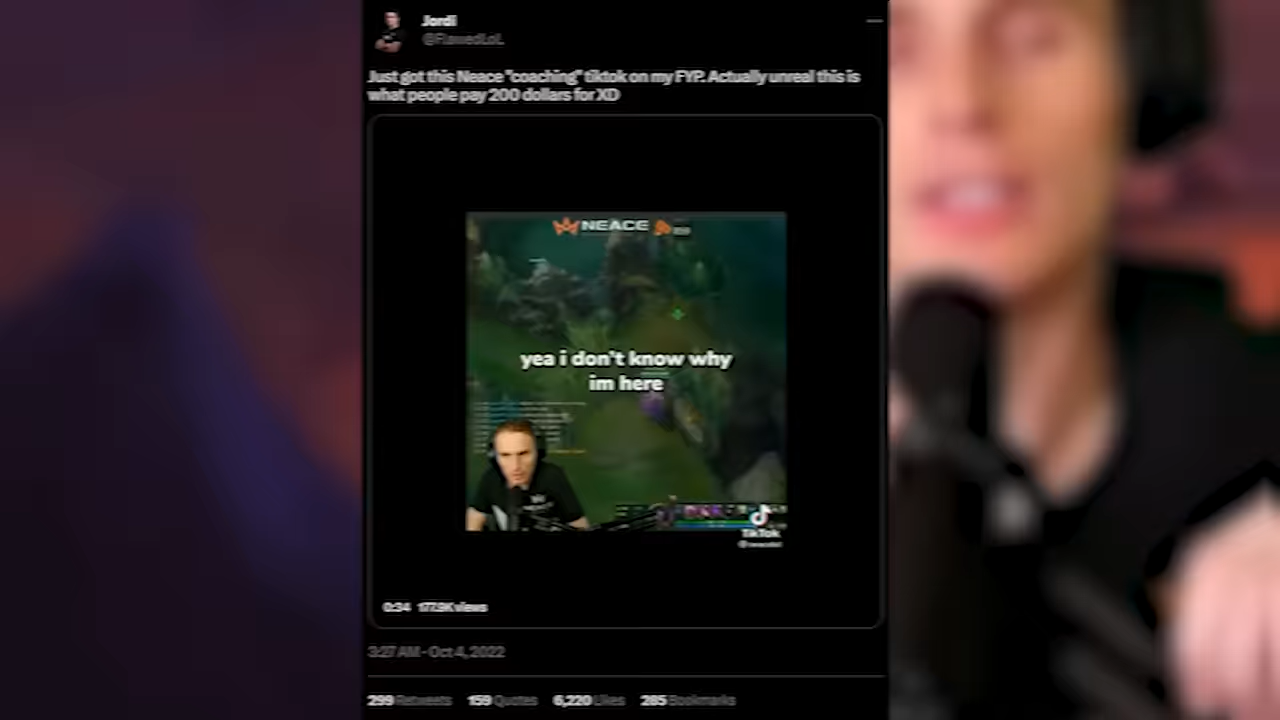 Jordi
@FlawedLoL
Just got this Neace "coaching" tiktok on my FYP. Actually unreal this is
what people pay 200 dollars for XD
NEACE
yea i don't know why
im here
TikTok
0:34 177.9K views
3:27 AM · Oct 4, 2022
299 Retweets 159 Quotes 6,220 Likes 285 Bookmarks